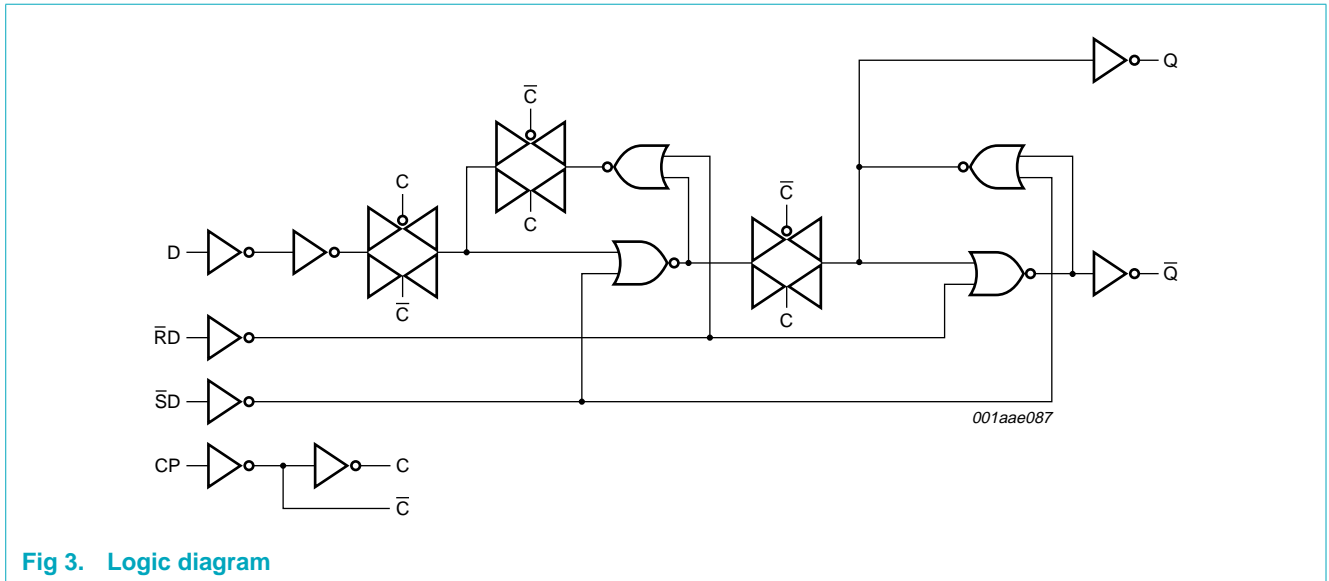 Q
C̅
C
C̅
C
D
C̅
Q̅
C
R̅D
S̅D
001aae087
CP
C
C̅
Fig 3. Logic diagram